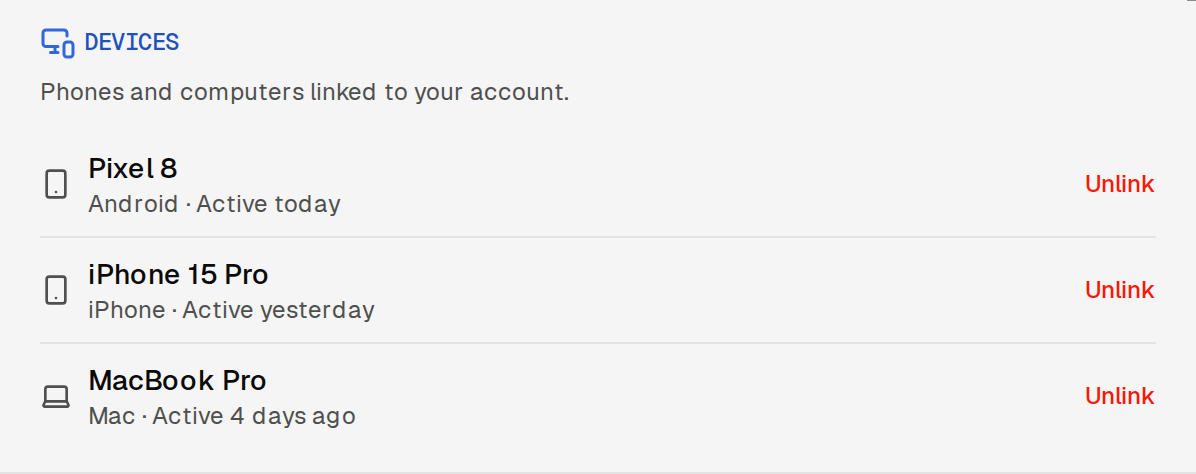 DEVICES
Phones and computers linked to your account.
Pixel 8
Android · Active today
Unlink
iPhone 15 Pro
iPhone · Active yesterday
Unlink
MacBook Pro
Mac · Active 4 days ago
Unlink